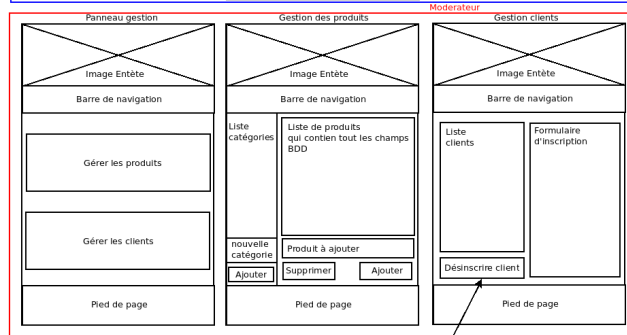 Moderateur
Panneau gestion
Image Entète
Barre de navigation
Gérer les produits
Gérer les clients
Pied de page
Gestion des produits
Image Entète
Barre de navigation
Liste
catégories
Liste de produits
qui contien tout les champs
BDD
nouvelle
catégorie
Ajouter
Produit à ajouter
Supprimer
Ajouter
Pied de page
Gestion clients
Image Entète
Barre de navigation
Liste
clients
Formulaire
d'inscription
Désinscrire client
Pied de page